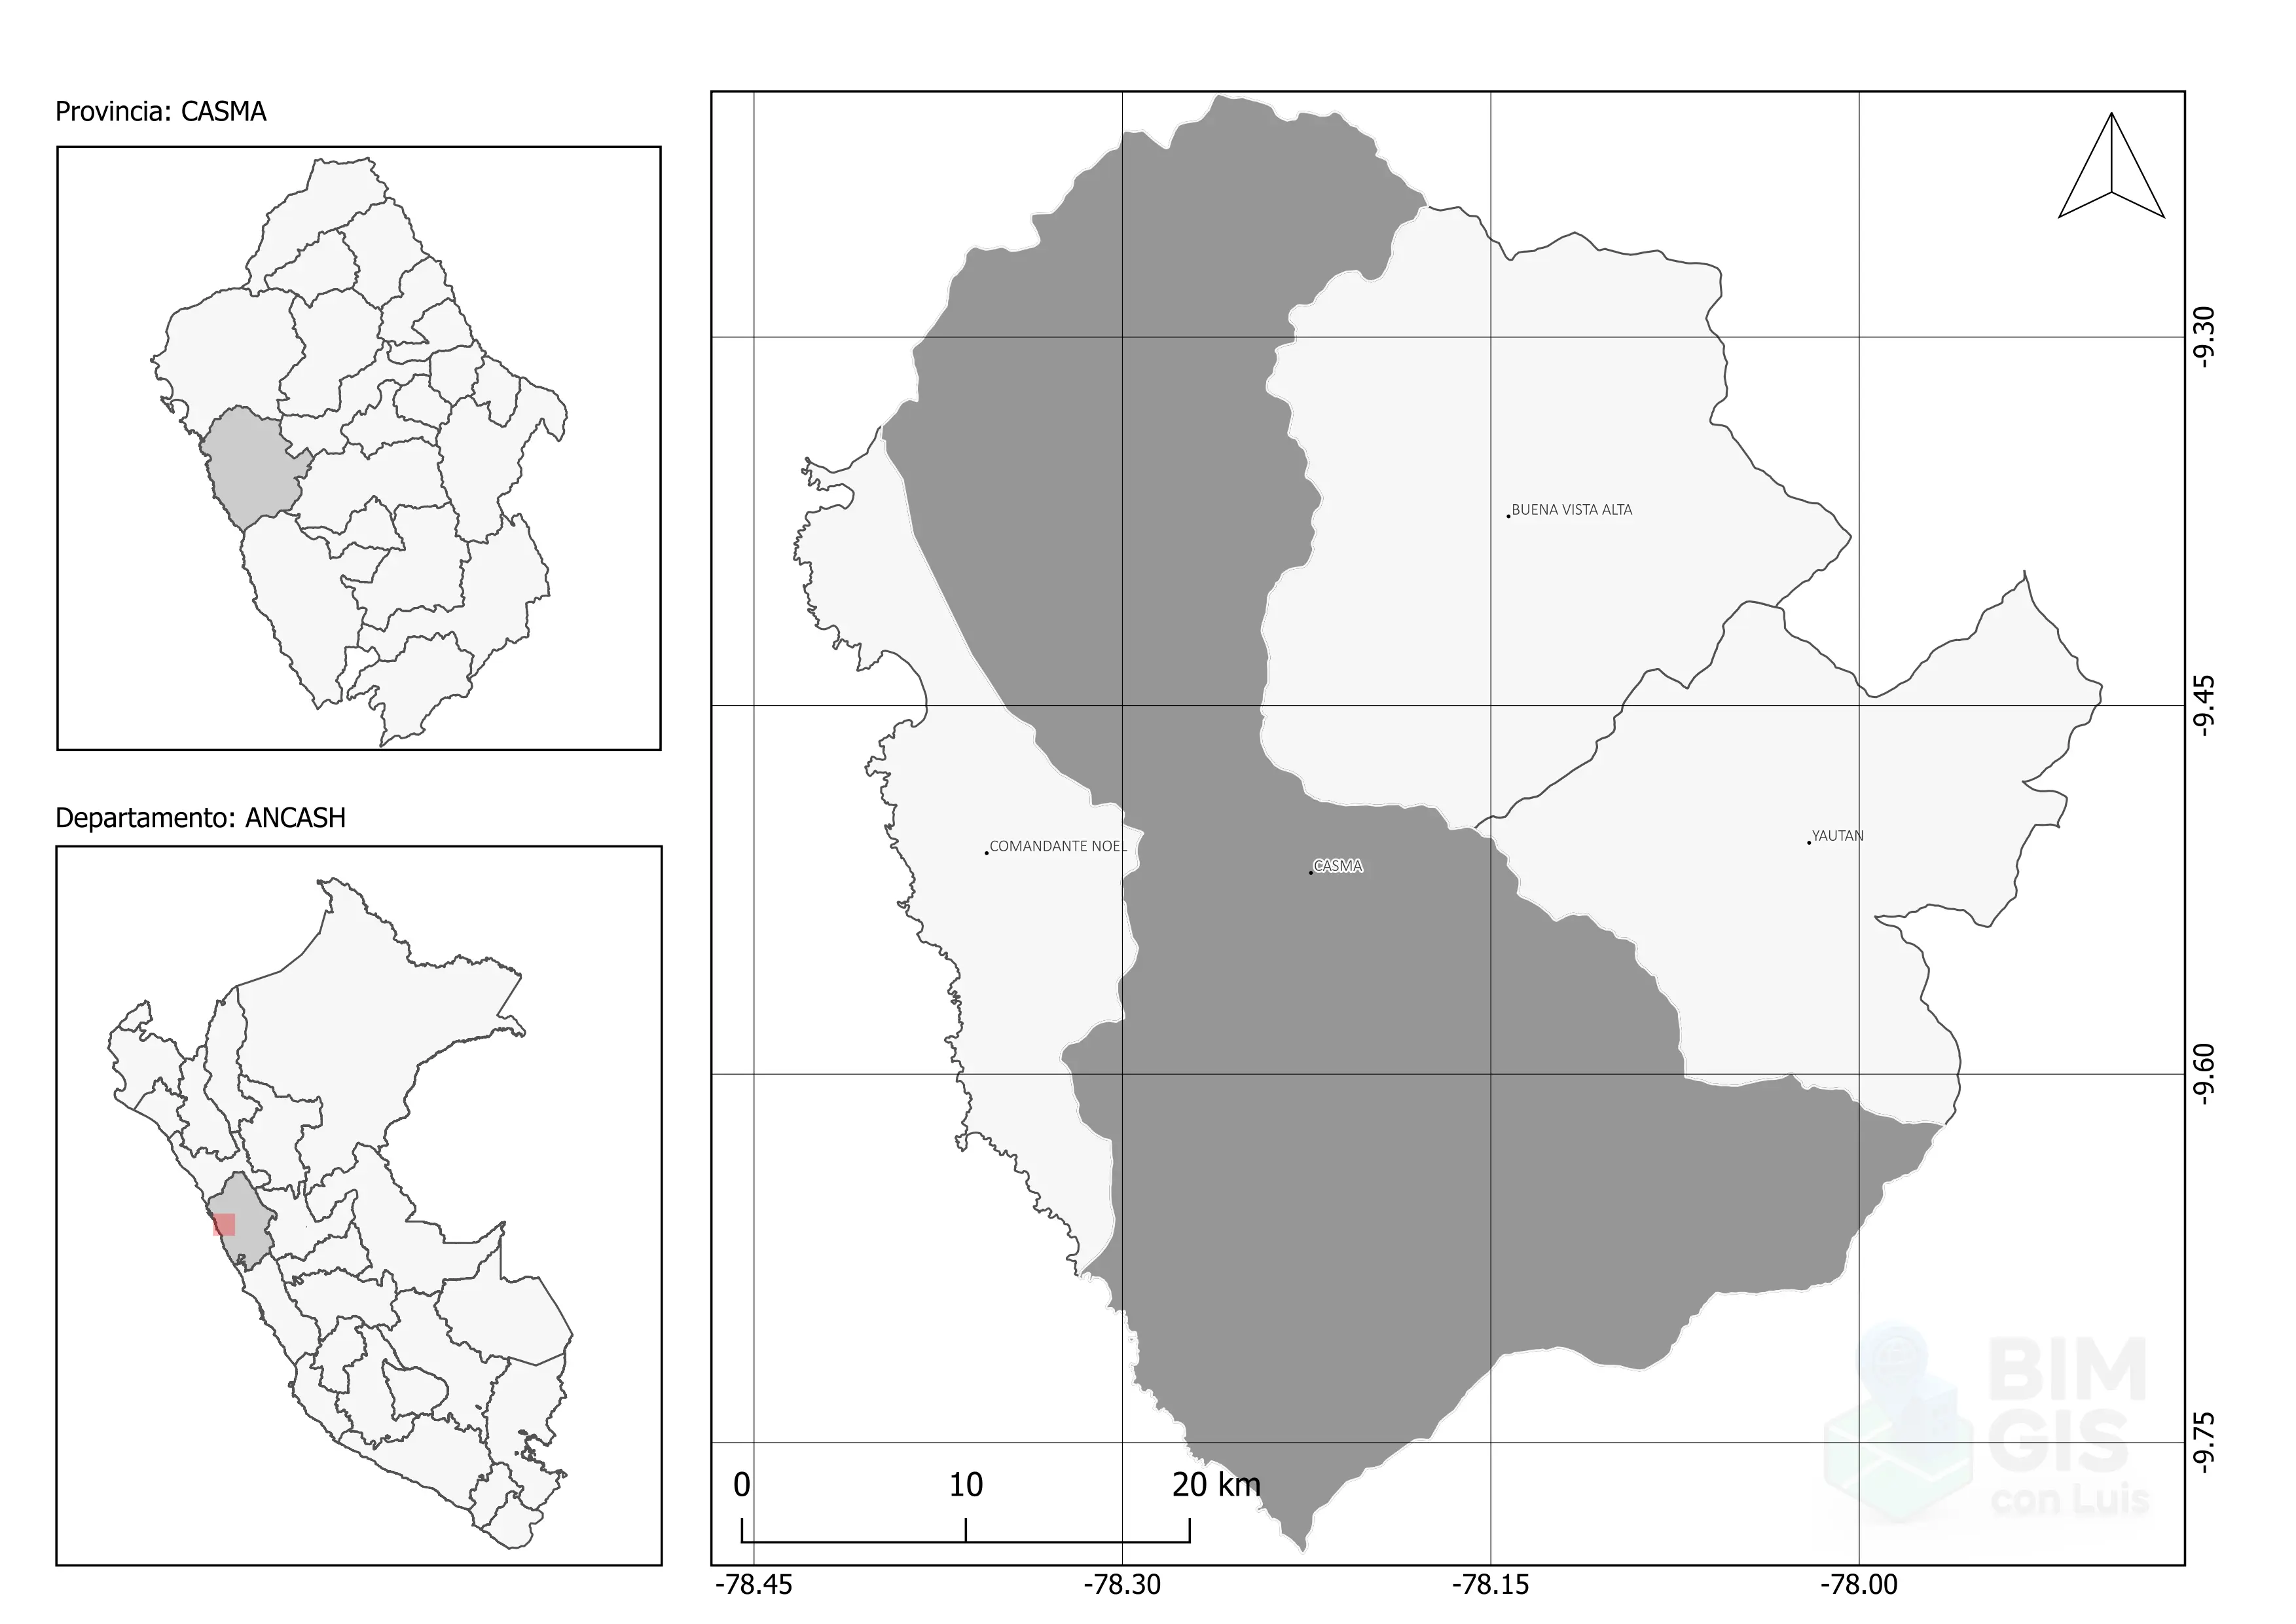 Provincia: CASMA
Departamento: ANCASH
BUENA VISTA ALTA
COMANDANTE NOEL
CASMA
YAUTAN
-9.30
-9.45
-9.60
-9.75
0 10 20 km
-78.45 -78.30 -78.15 -78.00
BIM
GIS
con Luis